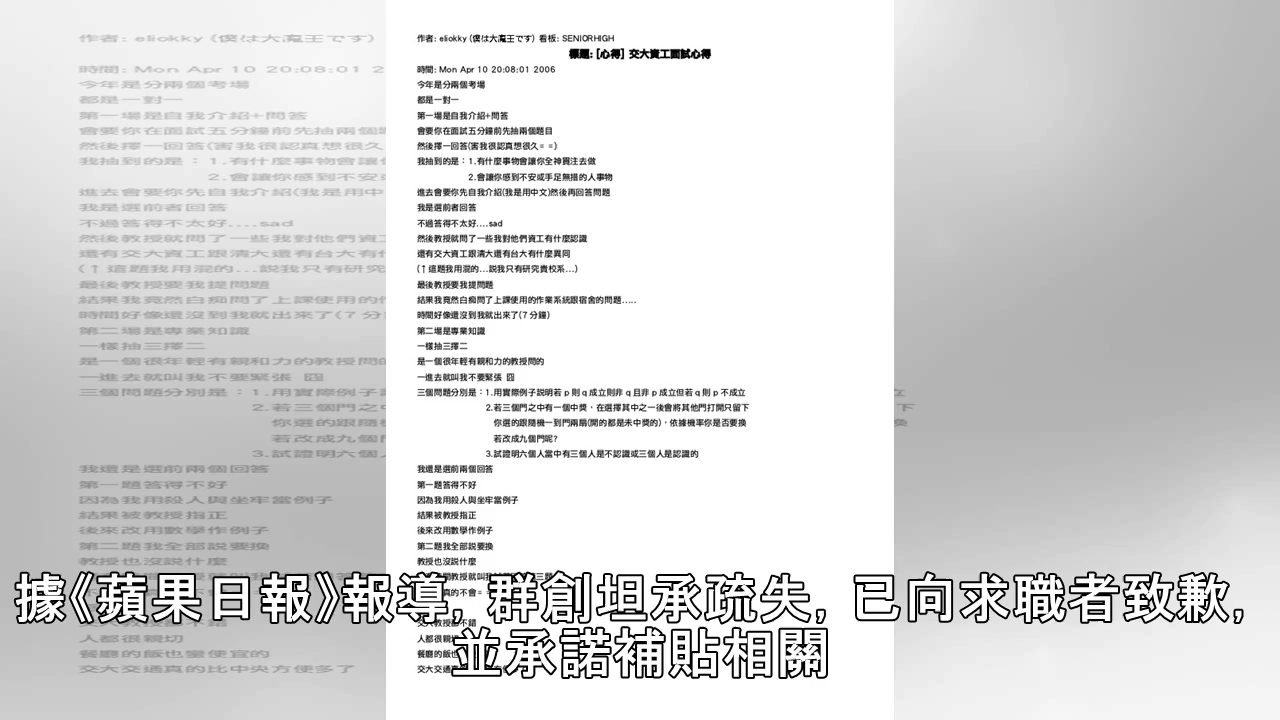 作者: eliokky (僕は大魔王です) 看板: SENIORHIGH
標題: [心得] 交大資工面試心得
時間: Mon Apr 10 20:08:01 2006
今年是分兩個考場
都是一對一
第一場是自我介紹+問答
會要你在面試五分鐘前先抽兩個題目
然後擇一回答(害我很認真想很久= =)
我抽到的是：1.有什麼事物會讓你全神貫注去做
2.會讓你感到不安或手足無措的人事物
進去會要你先自我介紹(我是用中文)然後再回答問題
我是選前者回答
不過答得不太好....sad
然後教授就問了一些我對他們資工有什麼認識
還有交大資工跟清大還有台大有什麼異同
(↑這題我用混的...說我只有研究貴校系...)
最後教授要我提問題
結果我竟然白痴問了上課使用的作業系統跟宿舍的問題.....
時間好像還沒到我就出來了(7 分鐘)
第二場是專業知識
一樣抽三擇二
是一個很年輕有親和力的教授問的
一進去就叫我不要緊張 囧
三個問題分別是：1.用實際例子說明若 p 則 q 成立則非 q 且非 p 成立但若 q 則 p 不成立
2.若三個門之中有一個中獎，在選擇其中之一後會將其他門打開只留下
你選的跟隨機一到門兩扇(開的都是未中獎的)，依據機率你是否要換
若改成九個門呢?
3.試證明六個人當中有三個人是不認識或三個人是認識的
我還是選前兩個回答
第一題答得不好
因為我用殺人與坐牢當例子
結果被教授指正
後來改用數學作例子
第二題我全部說要換
教授也沒說什麼
據《蘋果日報》報導, 群創坦承疏失, 已向求職者致歉,
並承諾補貼相關
人都很親切
餐廳的飯也蠻便宜的
交大交通真的比中央方便多了